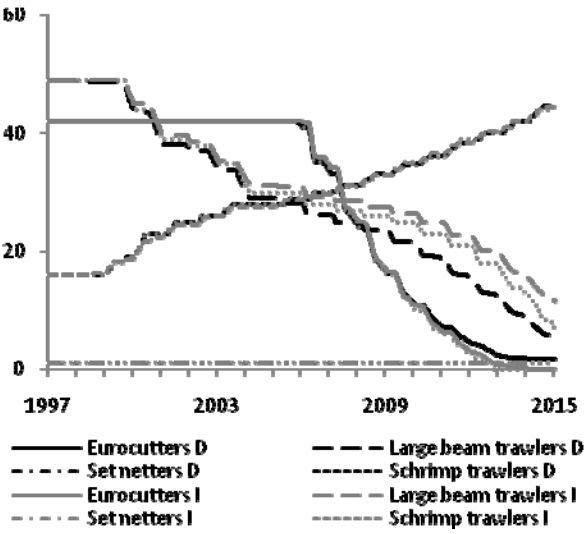 60
40
20
0
1997 2003 2009 2015
Eurocutters D Large beam trawlers D
Set netters D Schrimp trawlers D
Eurocutters I Large beam trawlers I
Set netters I Schrimp trawlers I